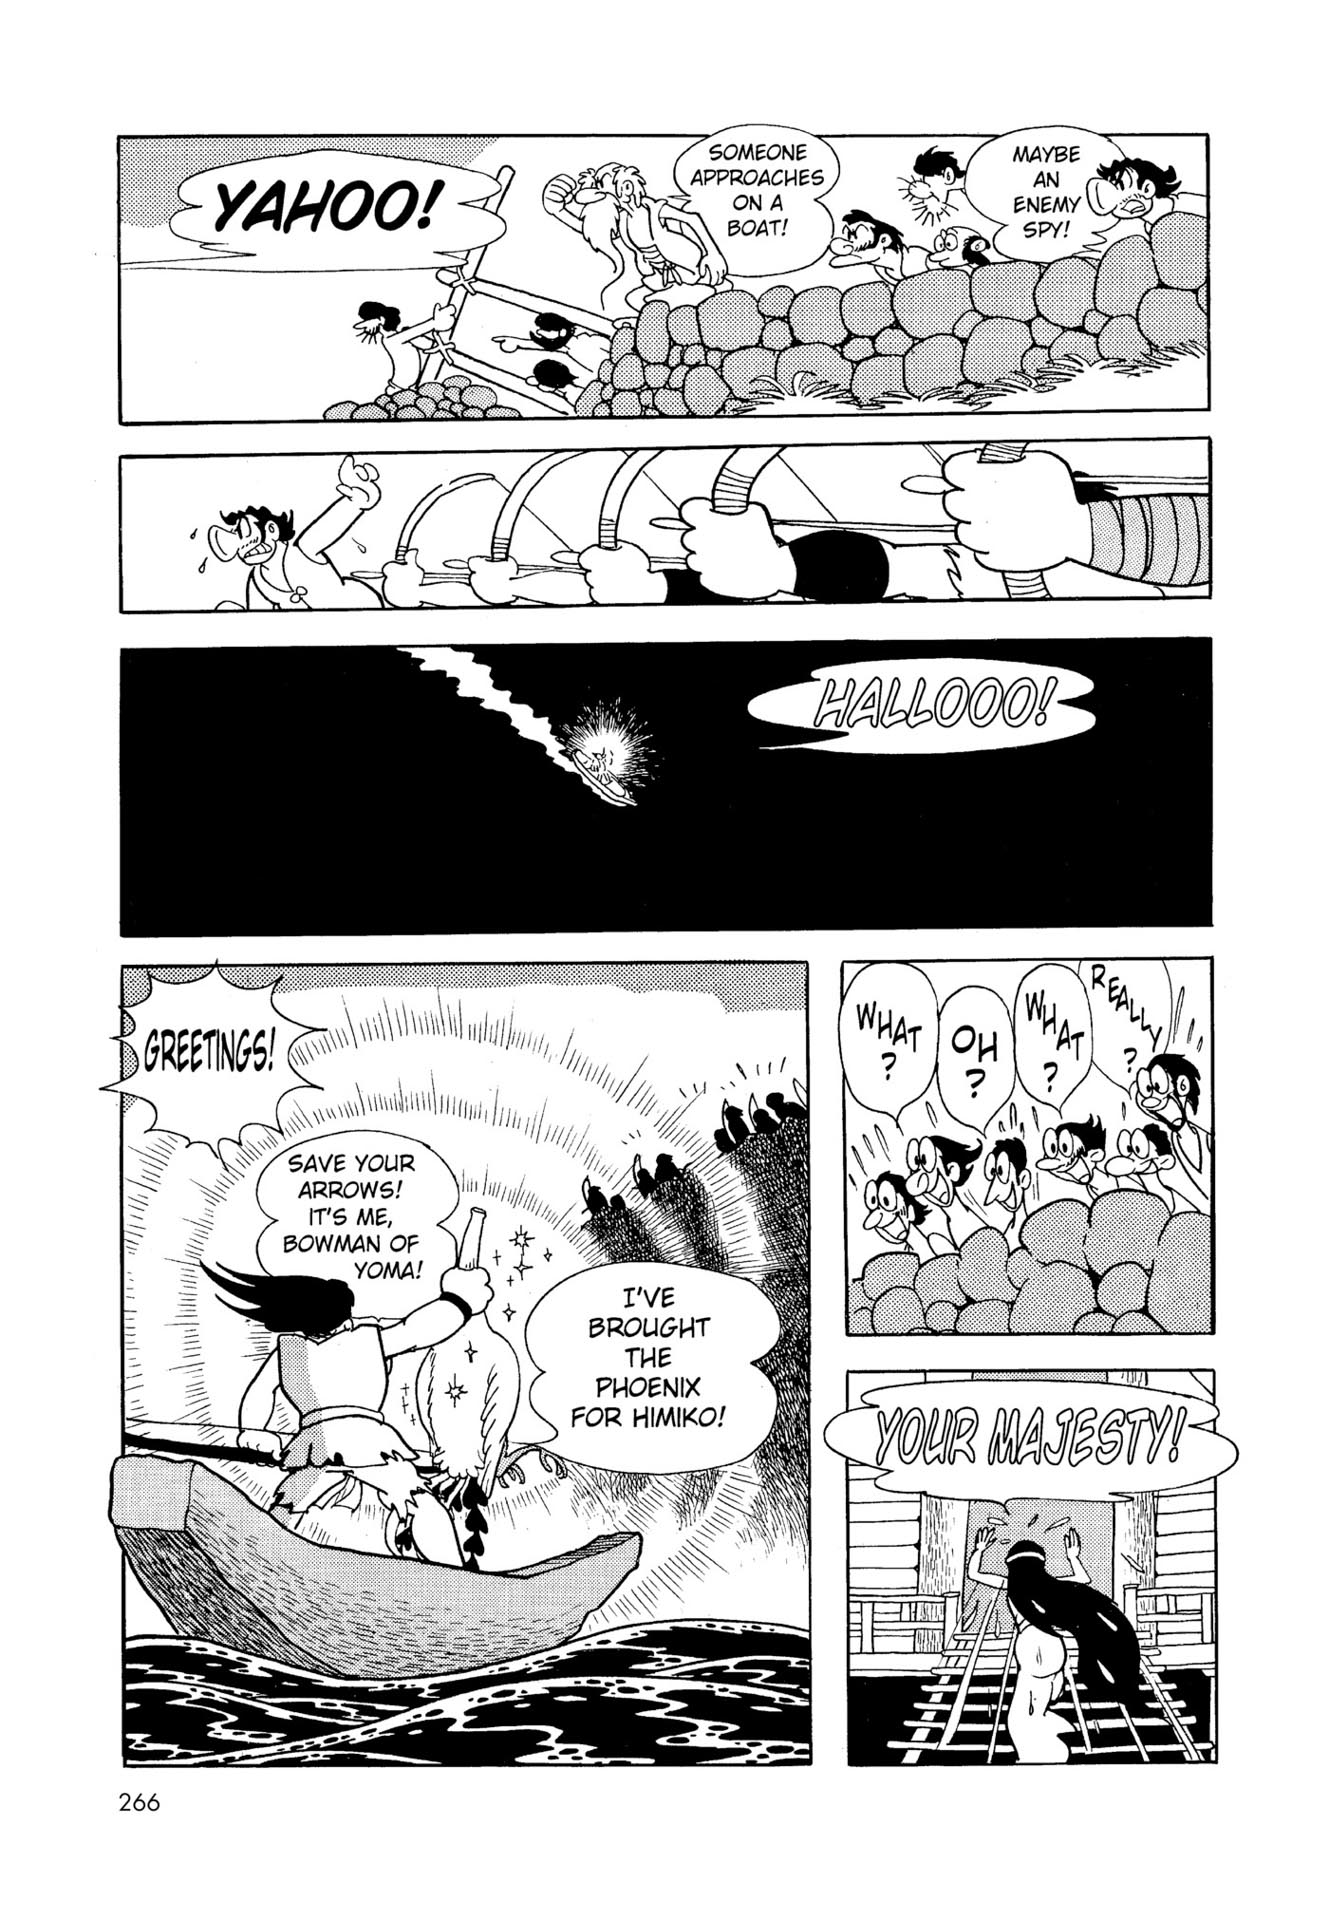 YAHOO!
SOMEONE
APPROACHES
ON A
BOAT!
MAYBE
AN
ENEMY
SPY!
HALLOOO!
GREETINGS!
SAVE YOUR
ARROWS!
IT'S ME,
BOWMAN OF
YOMA!
I'VE
BROUGHT
THE
PHOENIX
FOR HIMIKO!
WHAT
?
OH
?
WHAT
?
REALLY
?
YOUR MAJESTY!
266